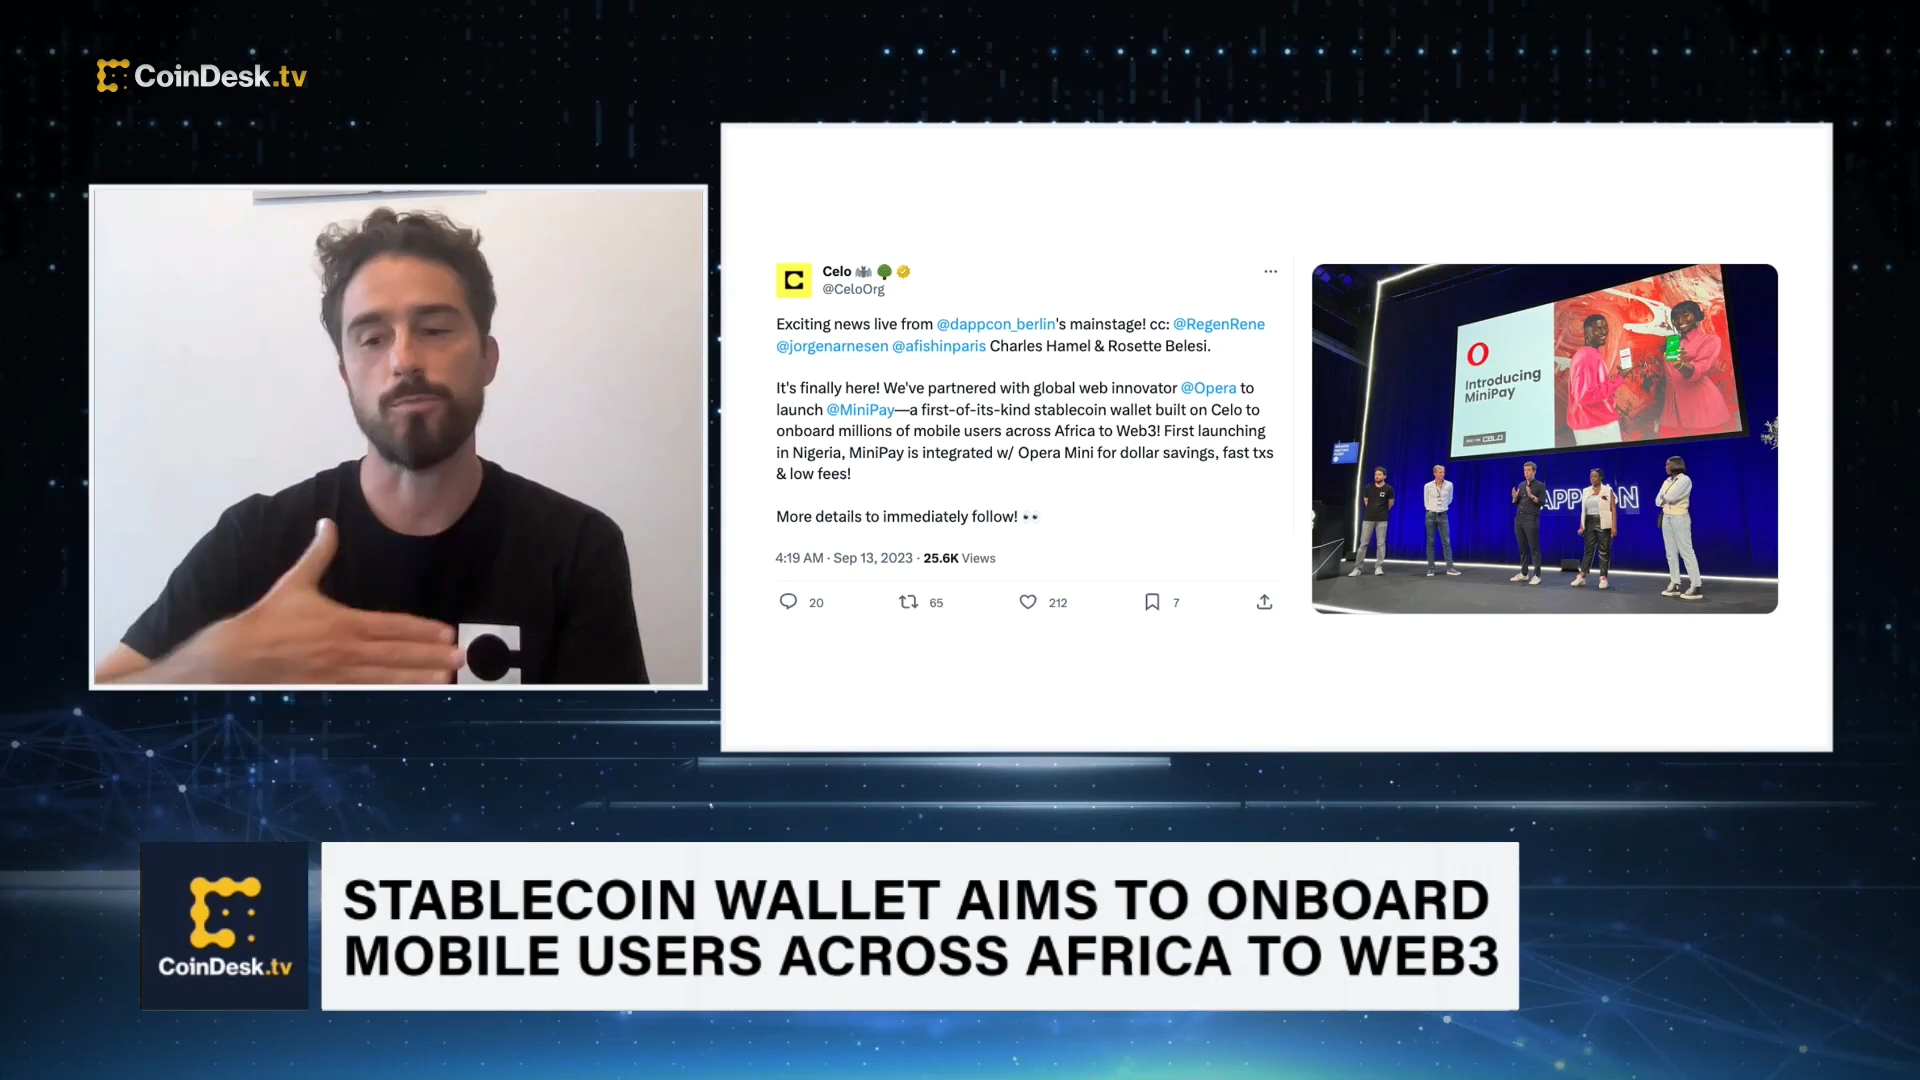 CoinDesk.tv
Celo
@CeloOrg
Exciting news live from @dappcon_berlin's mainstage! cc: @RegenRene
@jorgenarnesen @afishinparis Charles Hamel & Rosette Belesi.
It's finally here! We've partnered with global web innovator @Opera to
launch @MiniPay—a first-of-its-kind stablecoin wallet built on Celo to
onboard millions of mobile users across Africa to Web3! First launching
in Nigeria, MiniPay is integrated w/ Opera Mini for dollar savings, fast txs
& low fees!
More details to immediately follow! 👀
4:19 AM · Sep 13, 2023 · 25.6K Views
20 65 212 7
Introducing
MiniPay
CELO
STABLECOIN WALLET AIMS TO ONBOARD
MOBILE USERS ACROSS AFRICA TO WEB3
CoinDesk.tv